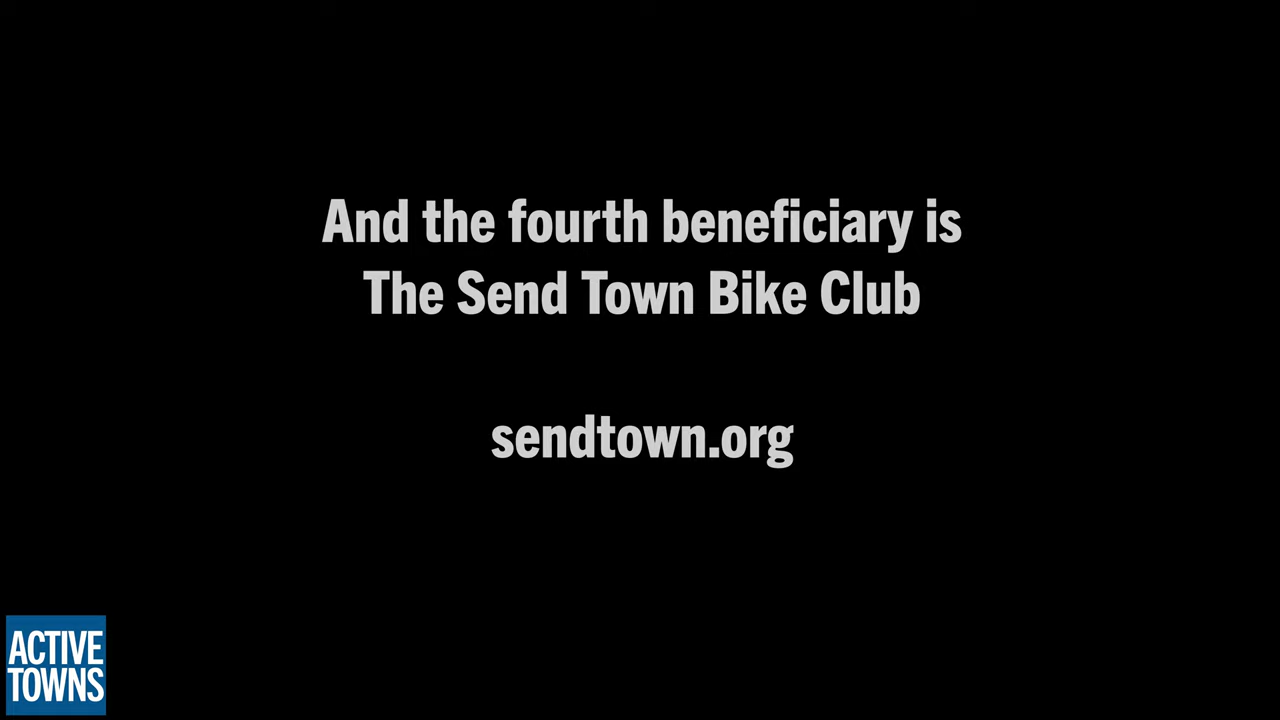 And the fourth beneficiary is
The Send Town Bike Club
sendtown.org
ACTIVE
TOWNS